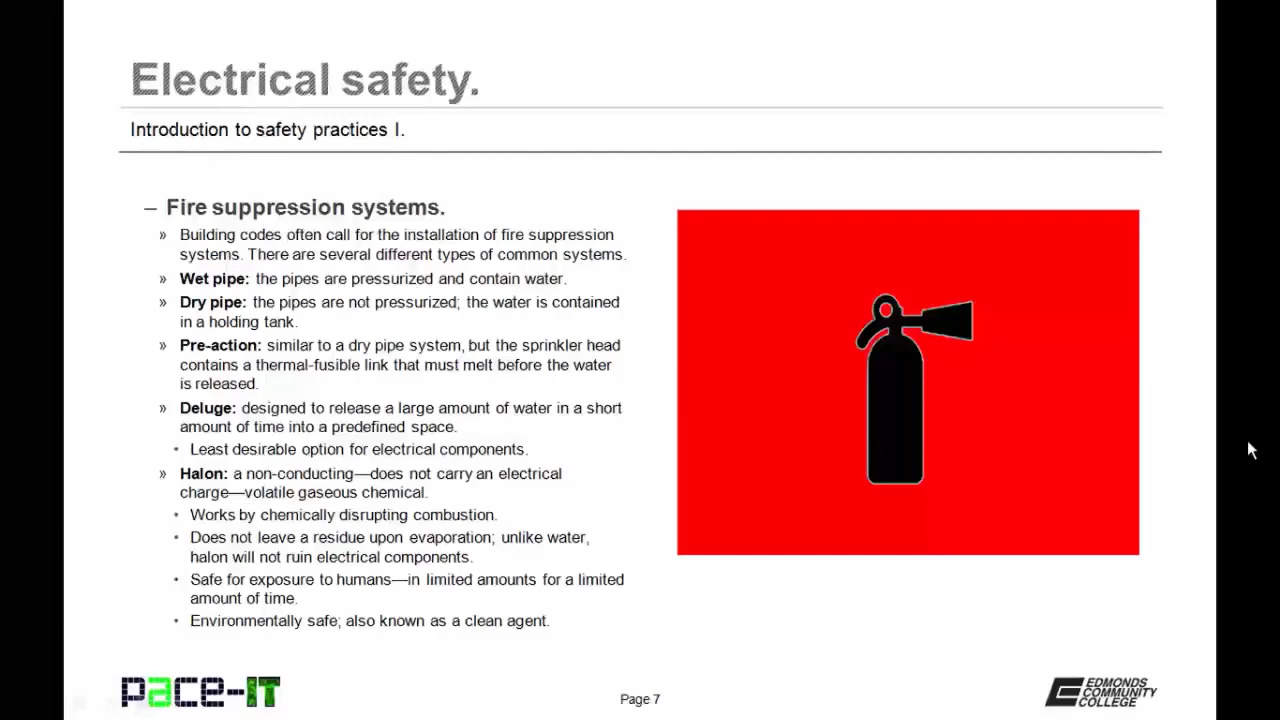 Electrical safety.
Introduction to safety practices I.
– Fire suppression systems.
» Building codes often call for the installation of fire suppression
systems. There are several different types of common systems.
» Wet pipe: the pipes are pressurized and contain water.
» Dry pipe: the pipes are not pressurized; the water is contained
in a holding tank.
» Pre-action: similar to a dry pipe system, but the sprinkler head
contains a thermal-fusible link that must melt before the water
is released.
» Deluge: designed to release a large amount of water in a short
amount of time into a predefined space.
• Least desirable option for electrical components.
» Halon: a non-conducting—does not carry an electrical
charge—volatile gaseous chemical.
• Works by chemically disrupting combustion.
• Does not leave a residue upon evaporation; unlike water,
halon will not ruin electrical components.
• Safe for exposure to humans—in limited amounts for a limited
amount of time.
• Environmentally safe; also known as a clean agent.
pace-IT
Page 7
EDMONDS
COMMUNITY
COLLEGE